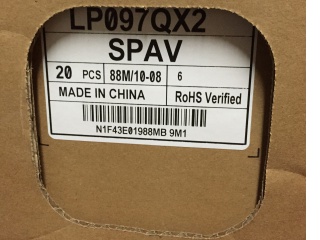 LP097QX2
SPAV
20 PCS 88M/10-08 6
MADE IN CHINA RoHS Verified
N1F43E01988MB 9M1